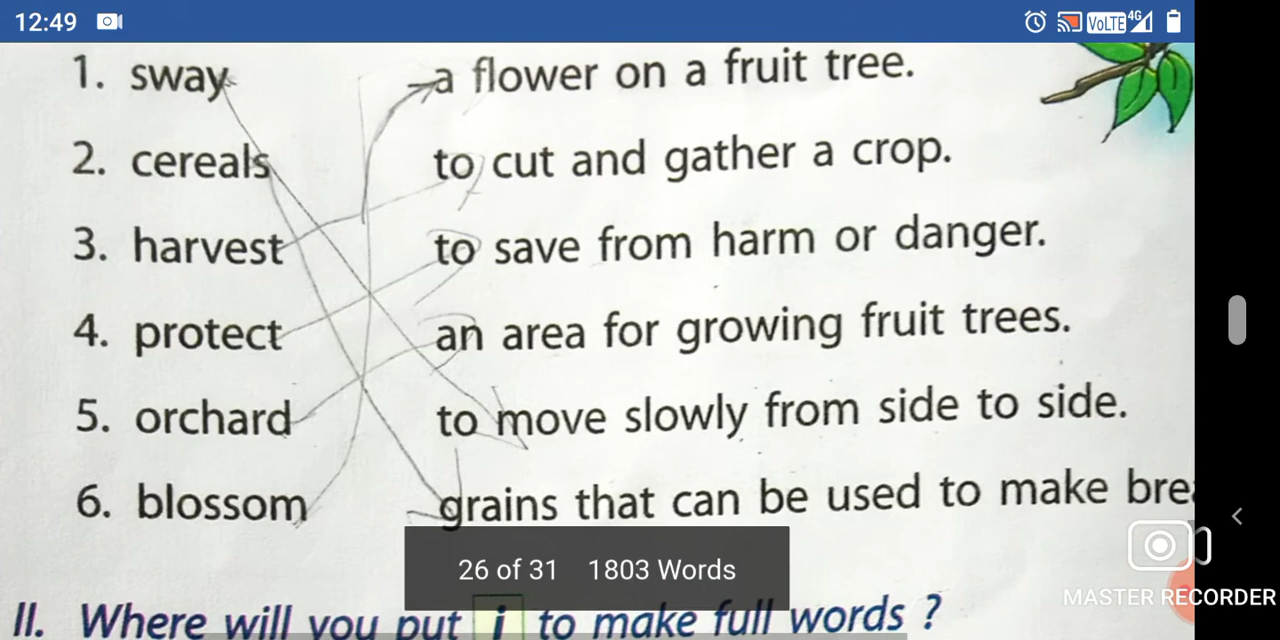 12:49 VoLTE 4G
1. sway a flower on a fruit tree.
2. cereals to cut and gather a crop.
3. harvest to save from harm or danger.
4. protect an area for growing fruit trees.
5. orchard to move slowly from side to side.
6. blossom grains that can be used to make brea
26 of 31 1803 Words
MASTER RECORDER
II. Where will you put i to make full words ?